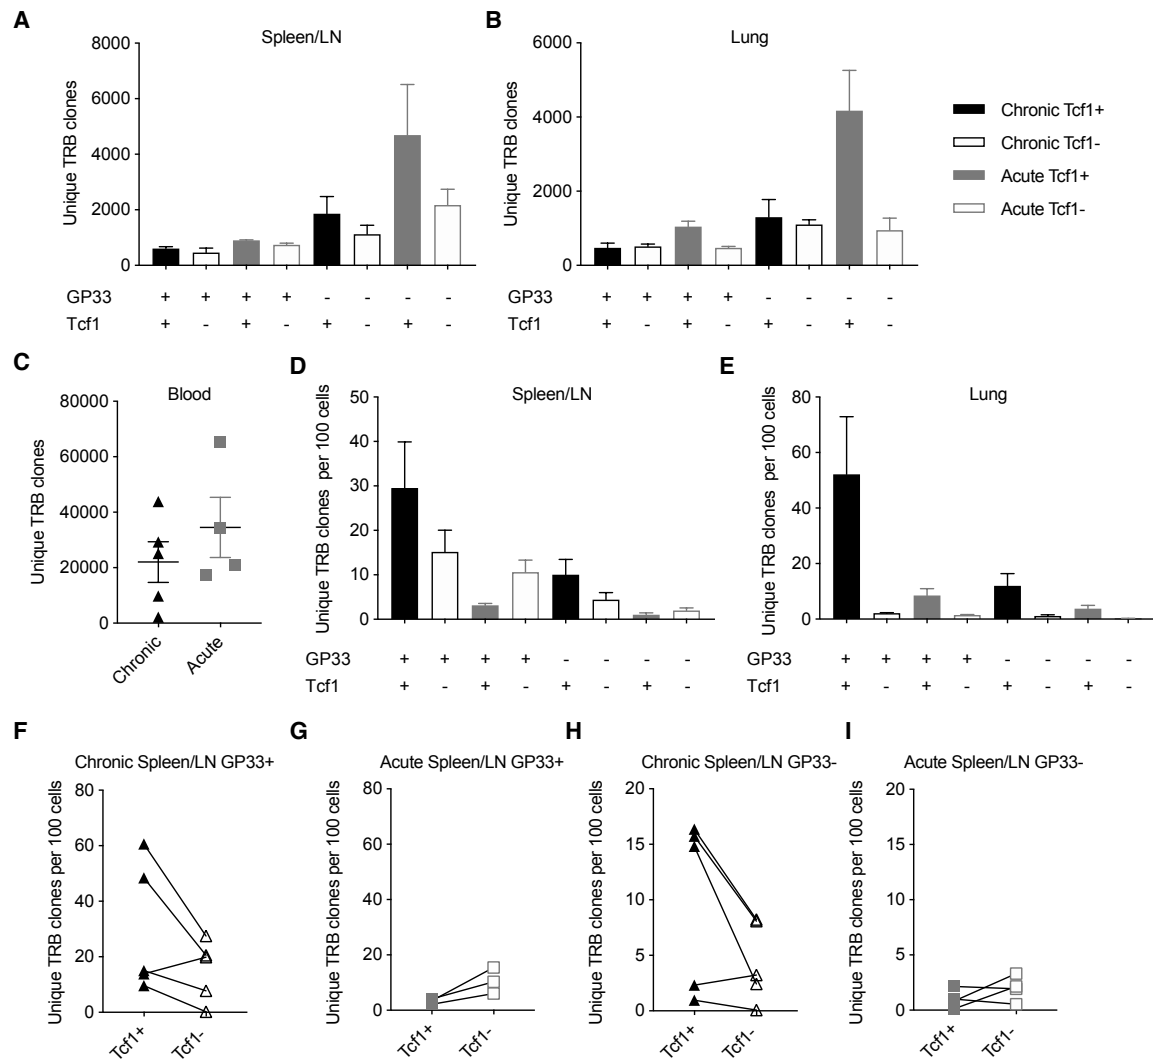 A
Spleen/LN
Unique TRB clones
8000
6000
4000
2000
0
GP33 + + + + - - - -
Tcf1 + - + - + - + -
B
Lung
Unique TRB clones
6000
4000
2000
0
GP33 + + + + - - - -
Tcf1 + - + - + - + -
Chronic Tcf1+
Chronic Tcf1-
Acute Tcf1+
Acute Tcf1-
C
Blood
Unique TRB clones
80000
60000
40000
20000
0
Chronic
Acute
D
Spleen/LN
Unique TRB clones per 100 cells
50
40
30
20
10
0
GP33 + + + + - - - -
Tcf1 + - + - + - + -
E
Lung
Unique TRB clones per 100 cells
80
60
40
20
0
GP33 + + + + - - - -
Tcf1 + - + - + - + -
F
Chronic Spleen/LN GP33+
Unique TRB clones per 100 cells
80
60
40
20
0
Tcf1+
Tcf1-
G
Acute Spleen/LN GP33+
Unique TRB clones per 100 cells
80
60
40
20
0
Tcf1+
Tcf1-
H
Chronic Spleen/LN GP33-
Unique TRB clones per 100 cells
20
15
10
5
0
Tcf1+
Tcf1-
I
Acute Spleen/LN GP33-
Unique TRB clones per 100 cells
20
15
10
5
0
Tcf1+
Tcf1-